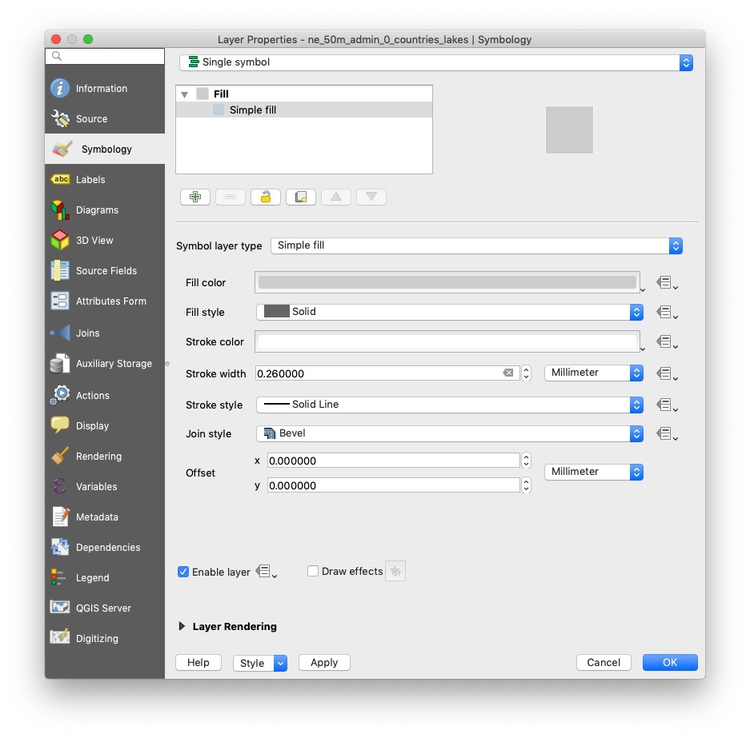 Layer Properties - ne_50m_admin_0_countries_lakes | Symbology
Information
Source
Symbology
abc Labels
Diagrams
3D View
Source Fields
Attributes Form
Joins
Auxiliary Storage
Actions
Display
Rendering
Variables
Metadata
Dependencies
Legend
QGIS Server
Digitizing
Single symbol
Fill
Simple fill
Symbol layer type Simple fill
Fill color
Fill style Solid
Stroke color
Stroke width 0.260000 Millimeter
Stroke style Solid Line
Join style Bevel
Offset x 0.000000 Millimeter
y 0.000000
Enable layer Draw effects
Layer Rendering
Help Style Apply Cancel OK